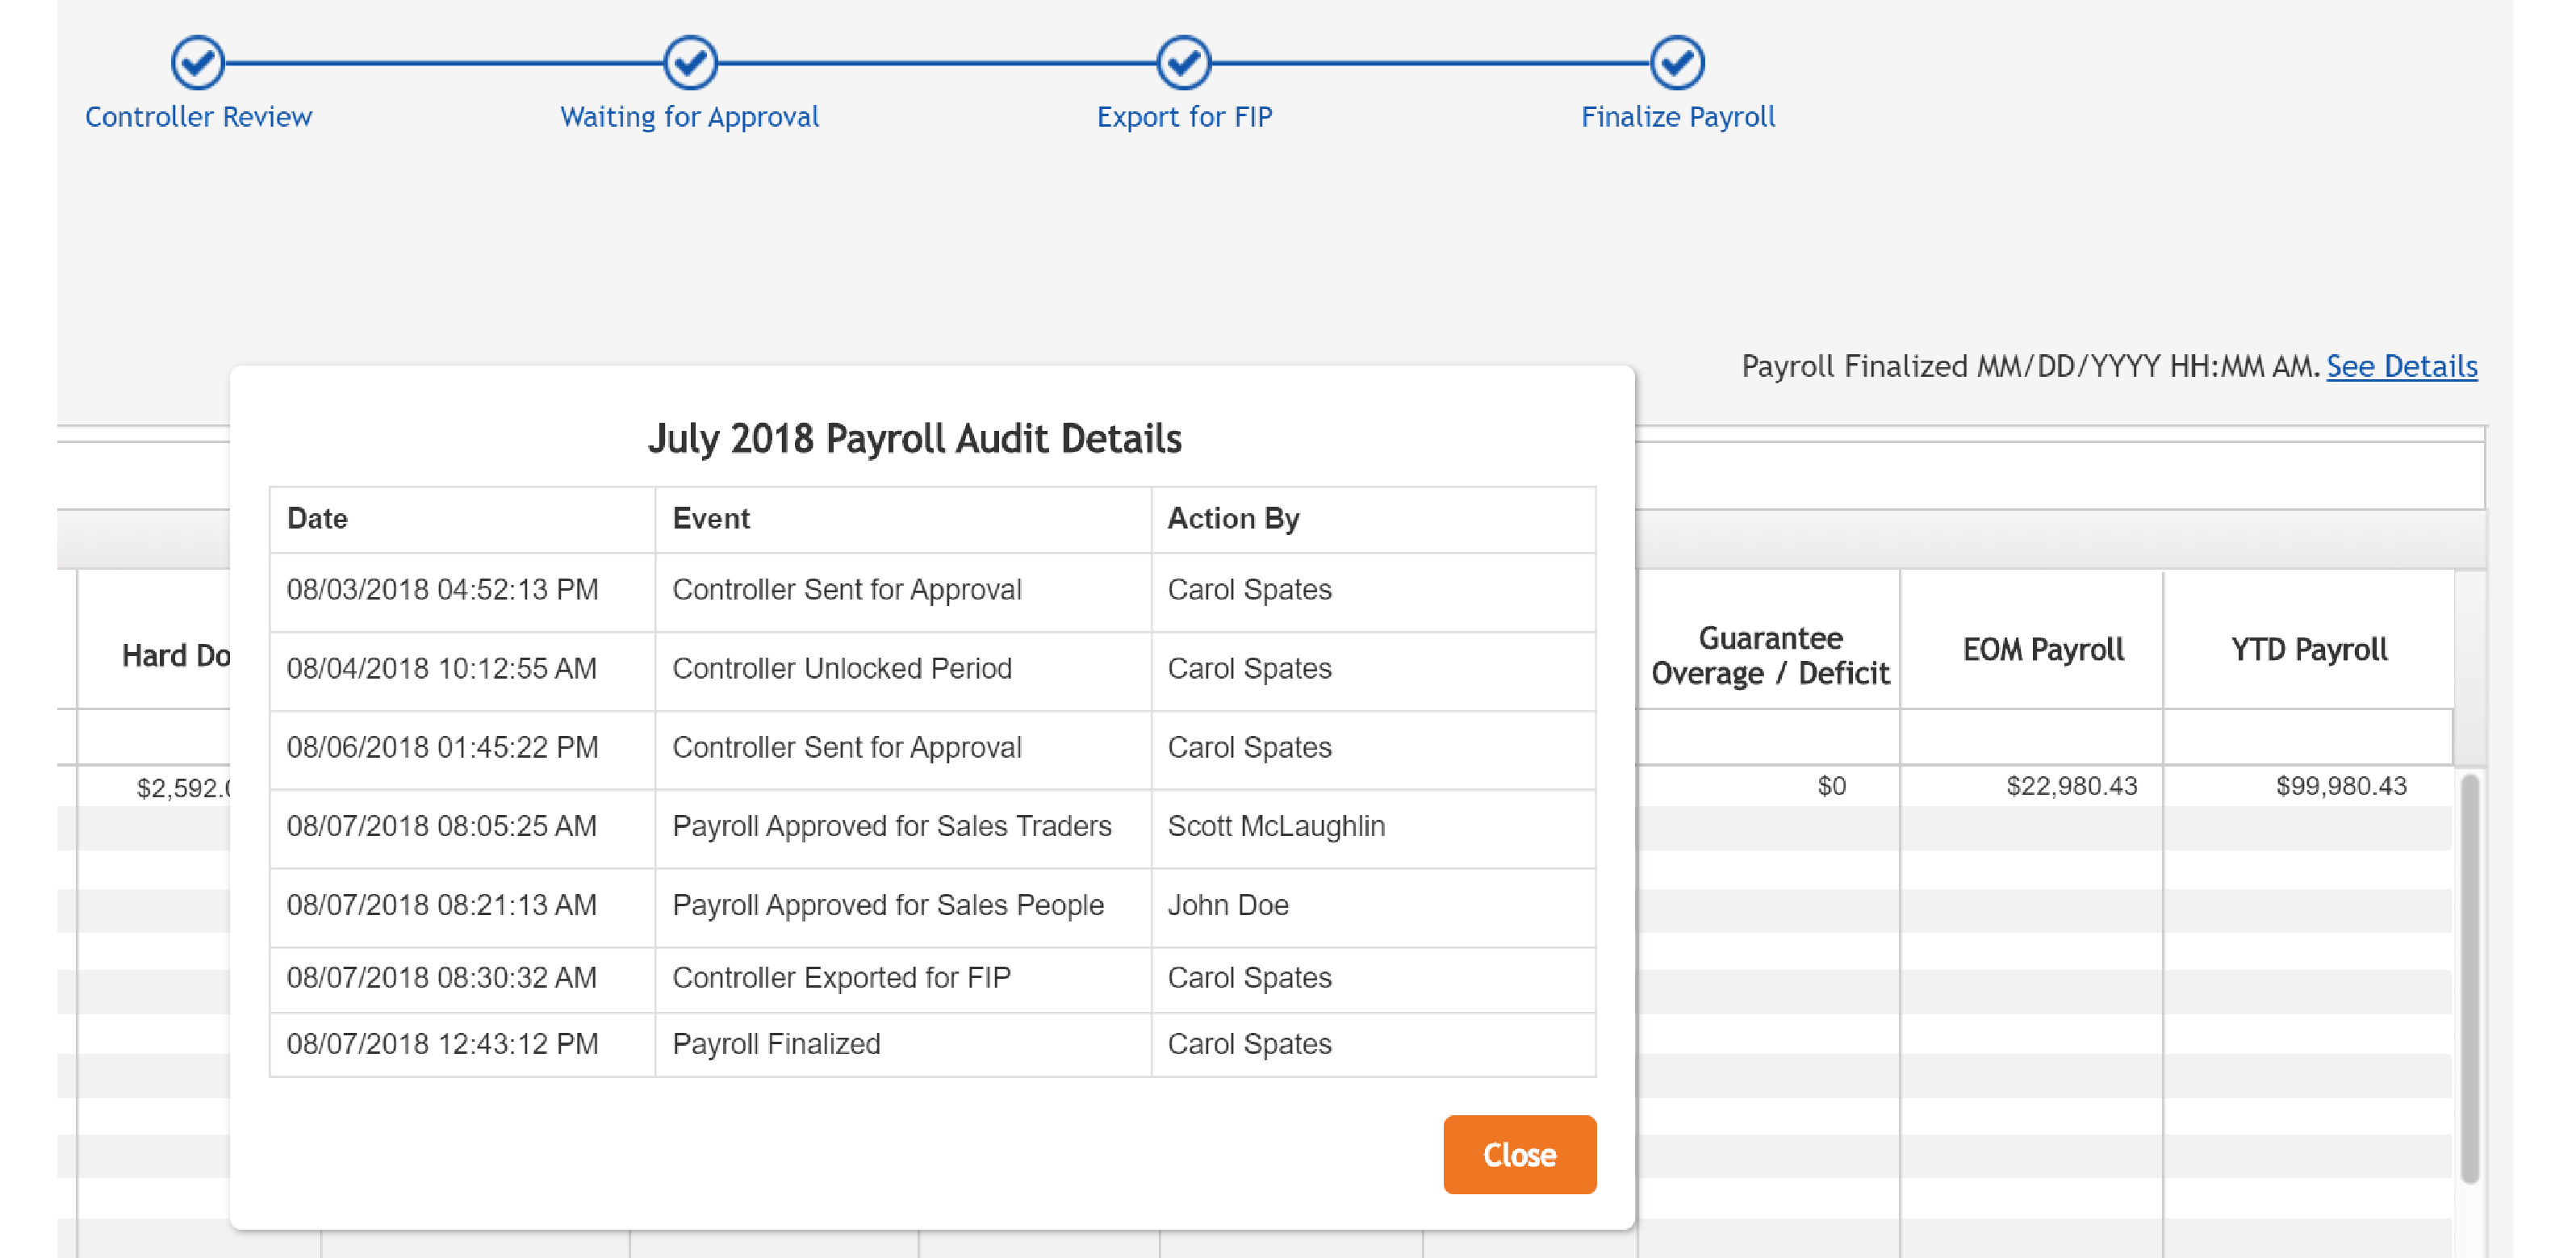 Controller Review Waiting for Approval Export for FIP Finalize Payroll
Payroll Finalized MM/DD/YYYY HH:MM AM. See Details
July 2018 Payroll Audit Details
Date Event Action By
08/03/2018 04:52:13 PM Controller Sent for Approval Carol Spates
08/04/2018 10:12:55 AM Controller Unlocked Period Carol Spates
08/06/2018 01:45:22 PM Controller Sent for Approval Carol Spates
08/07/2018 08:05:25 AM Payroll Approved for Sales Traders Scott McLaughlin
08/07/2018 08:21:13 AM Payroll Approved for Sales People John Doe
08/07/2018 08:30:32 AM Controller Exported for FIP Carol Spates
08/07/2018 12:43:12 PM Payroll Finalized Carol Spates
Close
Hard Do
Guarantee
Overage / Deficit
EOM Payroll
YTD Payroll
$2,592. $0 $22,980.43 $99,980.43